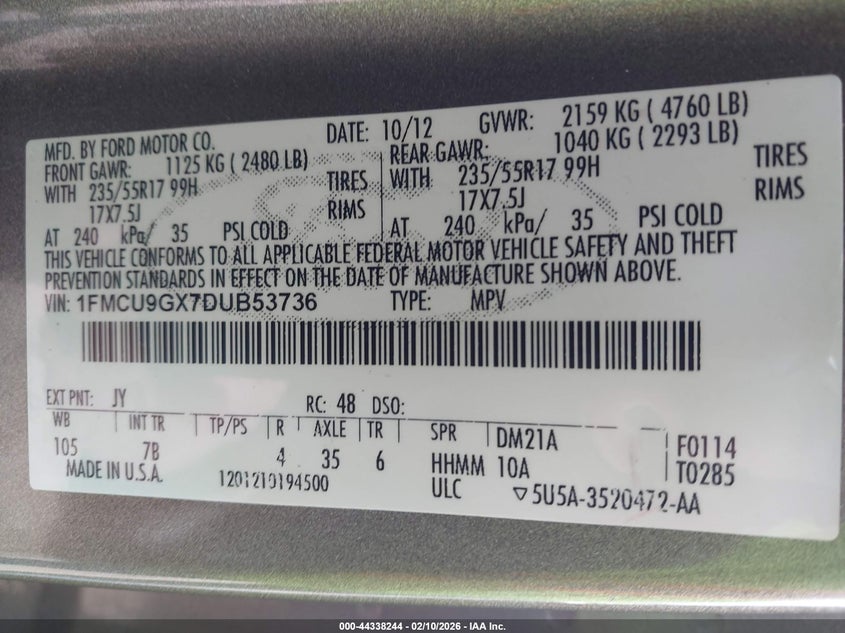 MFD. BY FORD MOTOR CO. DATE: 10/12 GVWR: 2159 KG ( 4760 LB)
FRONT GAWR: 1125 KG ( 2480 LB) REAR GAWR: 1040 KG ( 2293 LB)
WITH 235/55R17 99H TIRES WITH 235/55R17 99H TIRES
17X7.5J RIMS 17X7.5J RIMS
AT 240 kPa/ 35 PSI COLD AT 240 kPa/ 35 PSI COLD
THIS VEHICLE CONFORMS TO ALL APPLICABLE FEDERAL MOTOR VEHICLE SAFETY AND THEFT
PREVENTION STANDARDS IN EFFECT ON THE DATE OF MANUFACTURE SHOWN ABOVE.
VIN: 1FMCU9GX7DUB53736 TYPE: MPV
EXT PNT: JY RC: 48 DSO:
WB INT TR TP/PS R AXLE TR SPR DM21A F0114
105 7B 4 35 6 HHMM 10A T0285
MADE IN U.S.A. 1201210194500 ULC ▽5U5A-3520472-AA
000-44338244 - 02/10/2026 - IAA Inc.